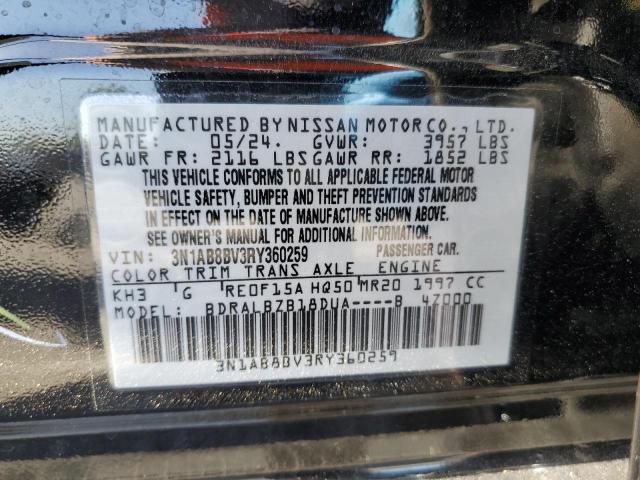 MANUFACTURED BY NISSAN MOTOR CO., LTD.
DATE: 05/24. GVWR: 3957 LBS
GAWR FR: 2116 LBS GAWR RR: 1852 LBS
THIS VEHICLE CONFORMS TO ALL APPLICABLE FEDERAL MOTOR
VEHICLE SAFETY, BUMPER AND THEFT PREVENTION STANDARDS
IN EFFECT ON THE DATE OF MANUFACTURE SHOWN ABOVE.
SEE OWNER'S MANUAL FOR ADDITIONAL INFORMATION.
VIN: 3N1AB8BV3RY360259 PASSENGER CAR.
COLOR TRIM TRANS AXLE ENGINE
KH3 G RE0F15A HQ50 MR20 1997 CC
MODEL: BDRALBZB18DUA----B 4Z000
3N1AB8BV3RY360259